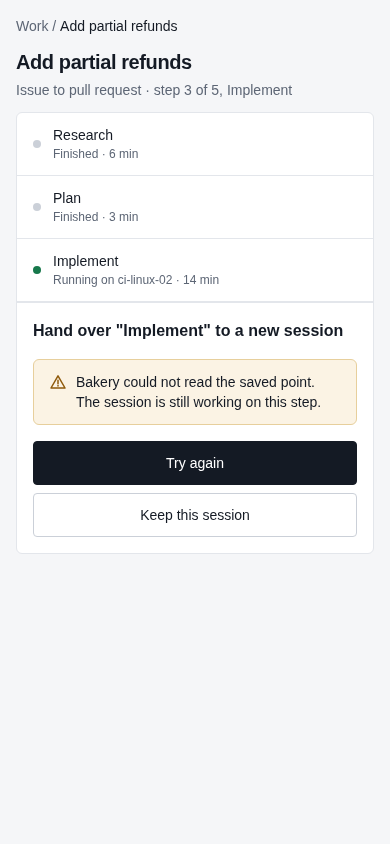 Work / Add partial refunds
Add partial refunds
Issue to pull request · step 3 of 5, Implement
Research
Finished · 6 min
Plan
Finished · 3 min
Implement
Running on ci-linux-02 · 14 min
Hand over "Implement" to a new session
Bakery could not read the saved point.
The session is still working on this step.
Try again
Keep this session